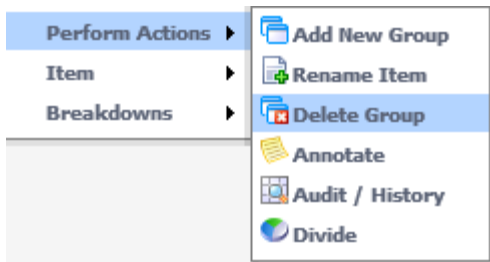 Perform Actions
Item
Breakdowns
Add New Group
Rename Item
Delete Group
Annotate
Audit / History
Divide